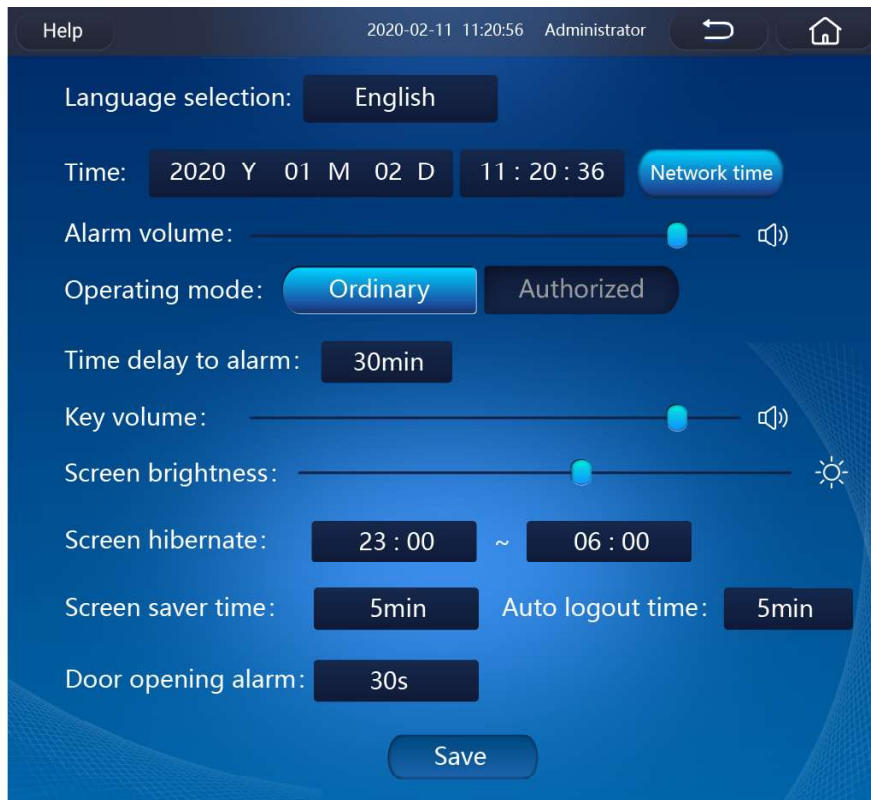 Help 2020-02-11 11:20:56 Administrator
Language selection: English
Time: 2020 Y 01 M 02 D 11 : 20 : 36 Network time
Alarm volume:
Operating mode: Ordinary Authorized
Time delay to alarm: 30min
Key volume:
Screen brightness:
Screen hibernate: 23 : 00 ~ 06 : 00
Screen saver time: 5min Auto logout time: 5min
Door opening alarm: 30s
Save